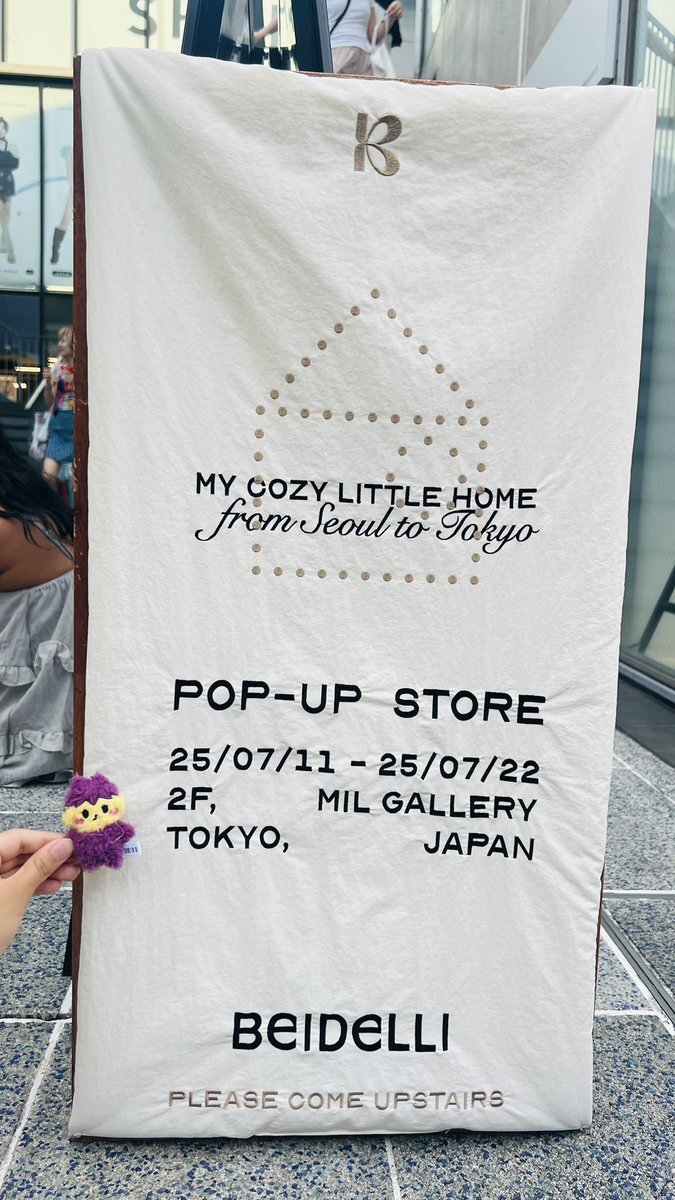 B
MY COZY LITTLE HOME
from Seoul to Tokyo
POP-UP STORE
25/07/11 - 25/07/22
2F, MIL GALLERY
TOKYO, JAPAN
BEIDELLI
PLEASE COME UPSTAIRS